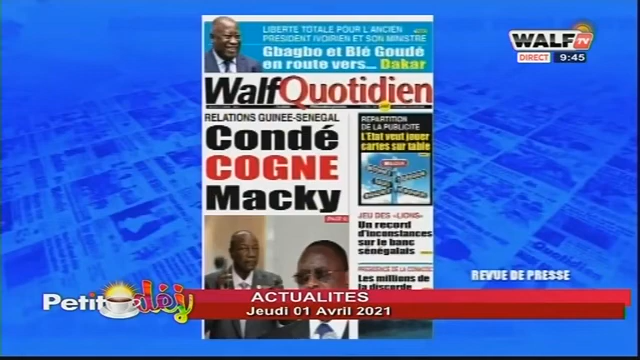 LIBERTE TOTALE POUR L'ANCIEN
PRESIDENT IVOIRIEN ET SON MINISTRE
Gbagbo et Blé Goudé
en route vers... Dakar
WALF TV
DIRECT
9:45
WalfQuotidien
RELATIONS GUINEE-SENEGAL
Condé
COGNE
Macky
REPARTITION
DE LA PUBLICITE
L'Etat veut jouer
cartes sur table
JEU DES «LIONS»
Un record
d'inconstances
sur le banc
sénégalais
Les millions de
la discorde
REVUE DE PRESSE
Petit
ACTUALITES
Jeudi 01 Avril 2021